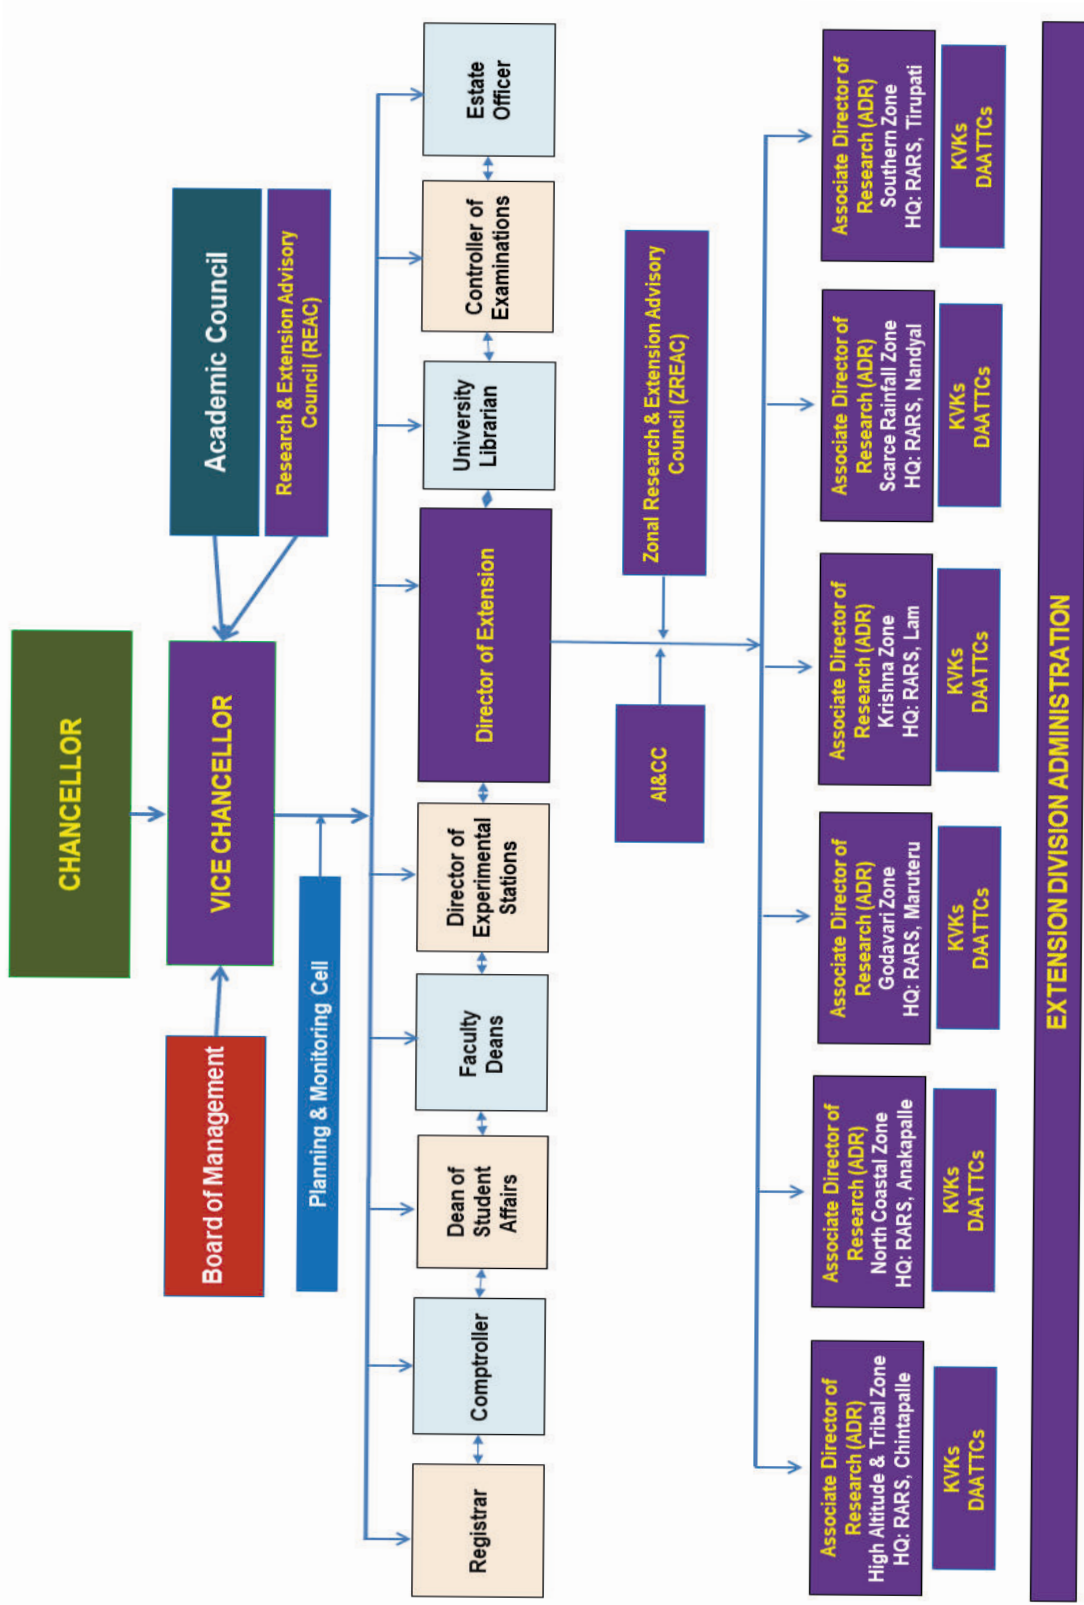 CHANCELLOR
Board of Management
VICE CHANCELLOR
Academic Council
Research & Extension Advisory
Council (REAC)
Planning & Monitoring Cell
Registrar
Comptroller
Dean of
Student
Affairs
Faculty
Deans
Director of
Experimental
Stations
Director of Extension
University
Librarian
Controller of
Examinations
Estate
Officer
AI&CC
Zonal Research & Extension Advisory
Council (ZREAC)
Associate Director of
Research (ADR)
High Altitude & Tribal Zone
HQ: RARS, Chintapalle
KVKs
DAATTCs
Associate Director of
Research (ADR)
North Coastal Zone
HQ: RARS, Anakapalle
KVKs
DAATTCs
Associate Director of
Research (ADR)
Godavari Zone
HQ: RARS, Maruteru
KVKs
DAATTCs
Associate Director of
Research (ADR)
Krishna Zone
HQ: RARS, Lam
KVKs
DAATTCs
Associate Director of
Research (ADR)
Scarce Rainfall Zone
HQ: RARS, Nandyal
KVKs
DAATTCs
Associate Director of
Research (ADR)
Southern Zone
HQ: RARS, Tirupati
KVKs
DAATTCs
EXTENSION DIVISION ADMINISTRATION